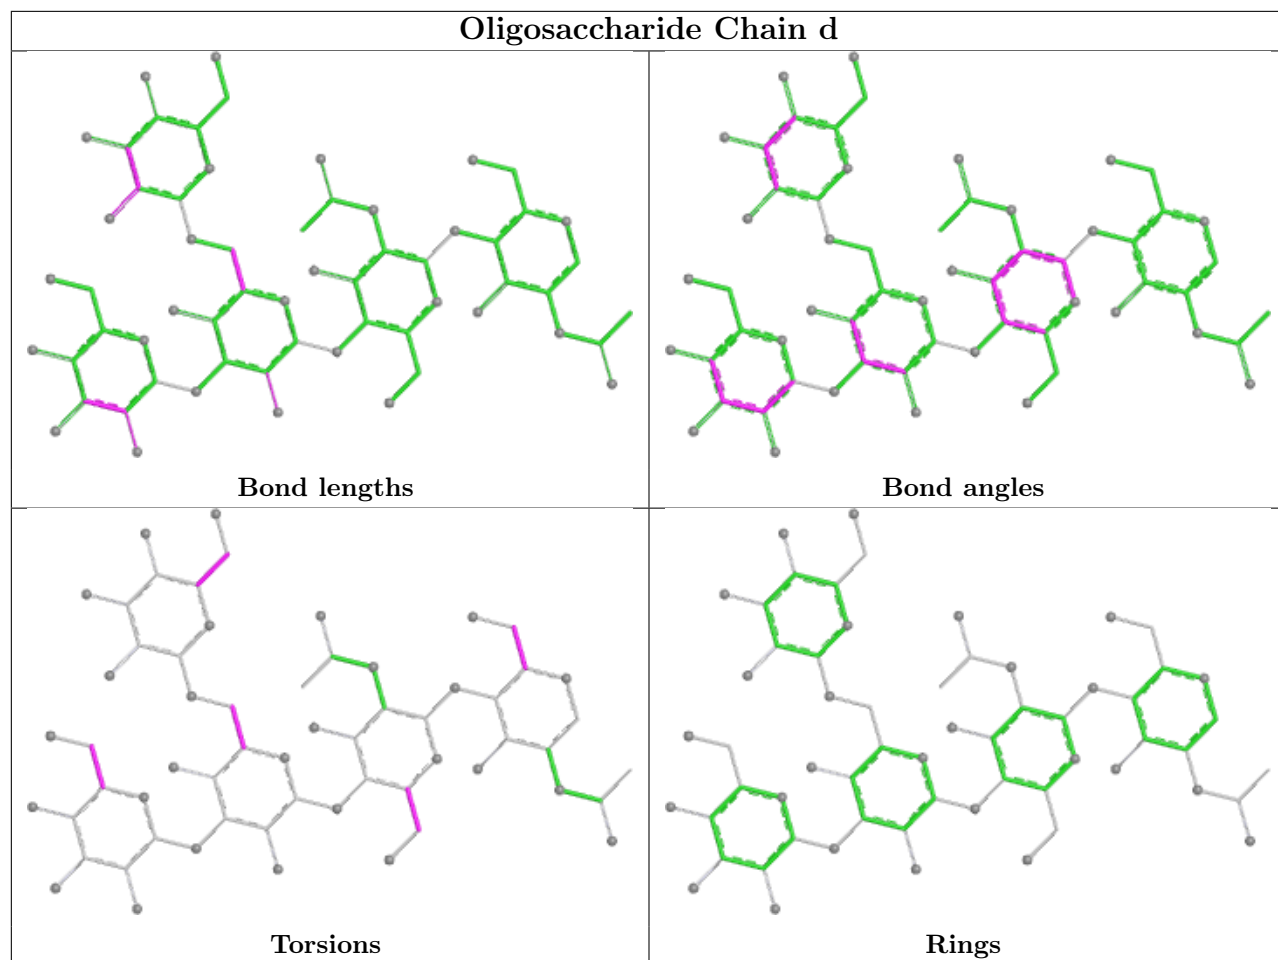 Oligosaccharide Chain d
Bond lengths
Bond angles
Torsions
Rings